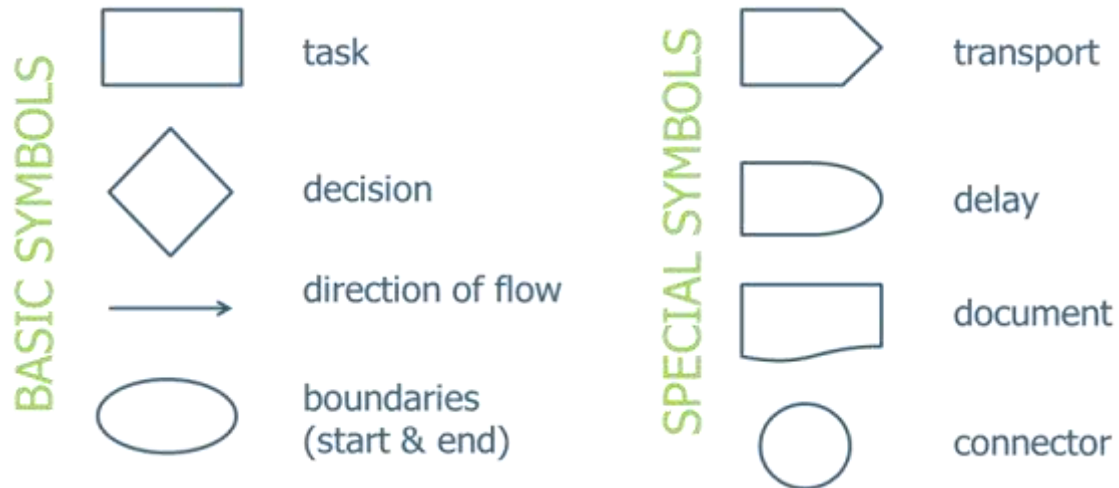 BASIC SYMBOLS
task
decision
direction of flow
boundaries
(start & end)
SPECIAL SYMBOLS
transport
delay
document
connector